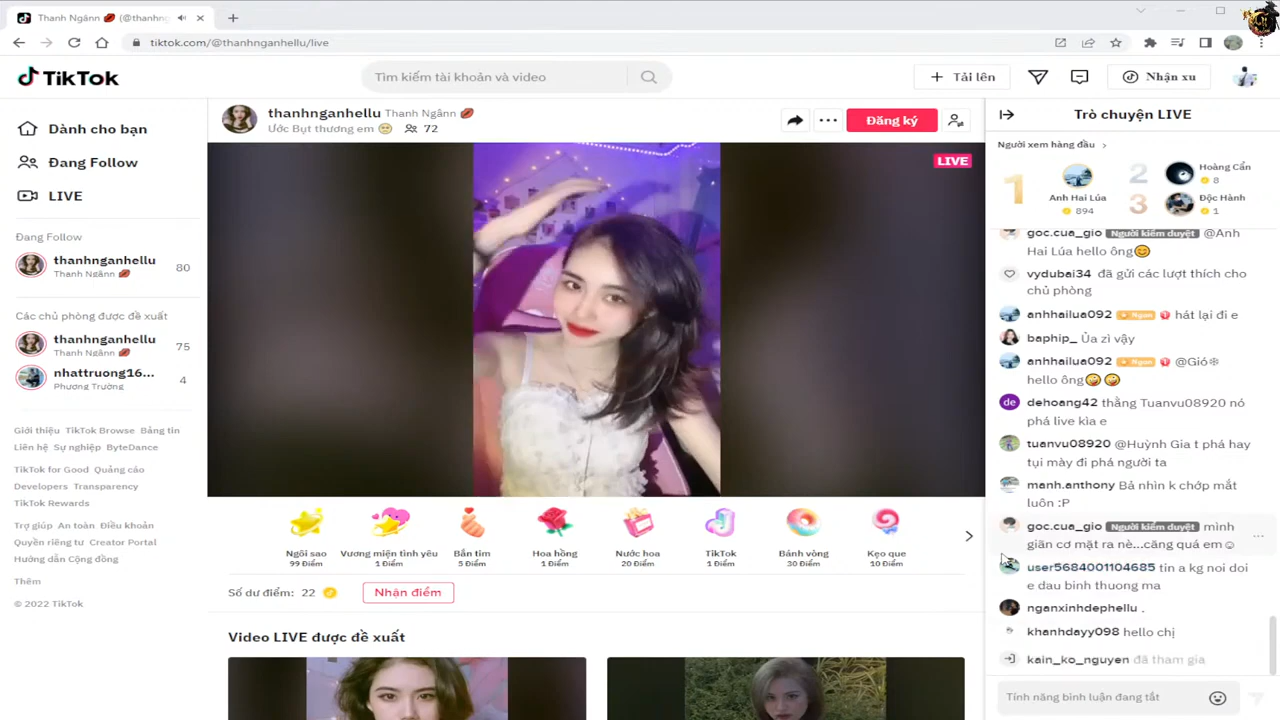 Thanh Ngânn 💋 (@thanhng
tiktok.com/@thanhnganhellu/live
TikTok
Tìm kiếm tài khoản và video
Tải lên
Nhận xu
Dành cho bạn
Đang Follow
LIVE
Đang Follow
thanhnganhellu
Thanh Ngânn 💋
80
Các chủ phòng được đề xuất
thanhnganhellu
Thanh Ngânn 💋
75
nhattruong16...
Phương Trường
4
Giới thiệu TikTok Browse Bảng tin
Liên hệ Sự nghiệp ByteDance
TikTok for Good Quảng cáo
Developers Transparency
TikTok Rewards
Trợ giúp An toàn Điều khoản
Quyền riêng tư Creator Portal
Hướng dẫn Cộng đồng
Thêm
© 2022 TikTok
thanhnganhellu Thanh Ngânn 💋
Ước Bụt thương em 🥺 72
Đăng ký
LIVE
Ngôi sao
99 Điểm
Vương miện tình yêu
1 Điểm
Bắn tim
5 Điểm
Hoa hồng
1 Điểm
Nước hoa
20 Điểm
TikTok
1 Điểm
Bánh vòng
30 Điểm
Kẹo que
10 Điểm
Số dư điểm: 22
Nhận điểm
Video LIVE được đề xuất
Trò chuyện LIVE
Người xem hàng đầu
1
Anh Hai Lúa
894
2
Hoàng Cẩn
8
3
Độc Hành
1
goc.cua_gio Người kiểm duyệt @Anh
Hai Lúa hello ông😊
vydubai34 đã gửi các lượt thích cho
chủ phòng
anhhailua092 Ngan hát lại đi e
baphip_ Ủa zì vậy
anhhailua092 Ngan @Gió❄
hello ông🤪🤪
de
dehoang42 thằng Tuanvu08920 nó
phá live kìa e
tuanvu08920 @Huỳnh Gia t phá hay
tụi mày đi phá người ta
manh.anthony Bả nhìn k chớp mắt
luôn :P
goc.cua_gio Người kiểm duyệt mình
giãn cơ mặt ra nè...căng quá em☺
user5684001104685 tin a kg noi doi
e dau binh thuong ma
nganxinhdephellu .
khanhdayy098 hello chị
kain_ko_nguyen đã tham gia
Tính năng bình luận đang tắt